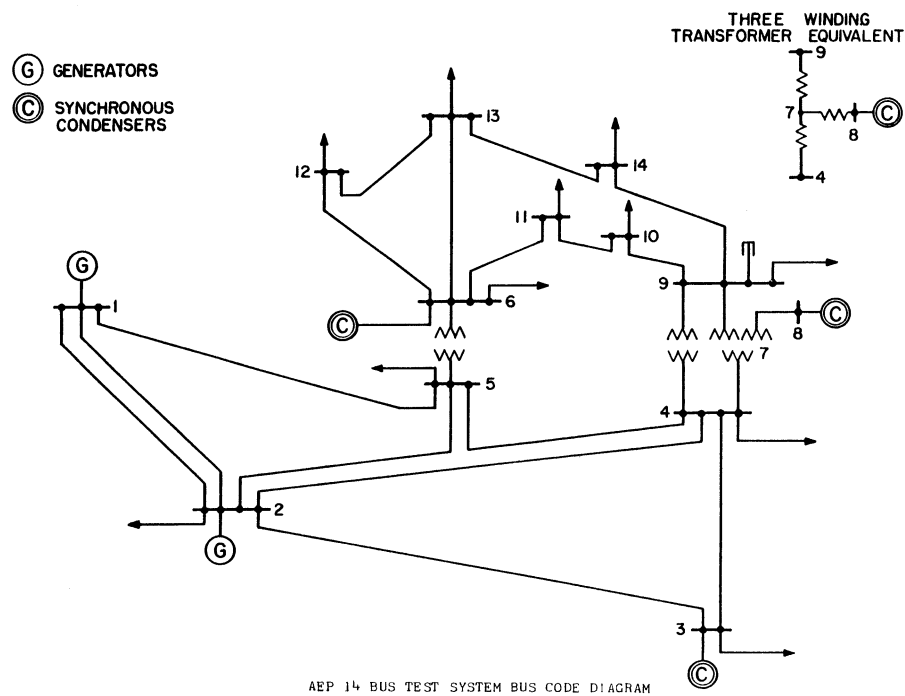 THREE WINDING
TRANSFORMER EQUIVALENT
9
7
8
C
4
G GENERATORS
C SYNCHRONOUS
CONDENSERS
13
12
14
11
10
G
1
6
9
C
8
C
7
5
4
2
G
3
C
AEP 14 BUS TEST SYSTEM BUS CODE DIAGRAM